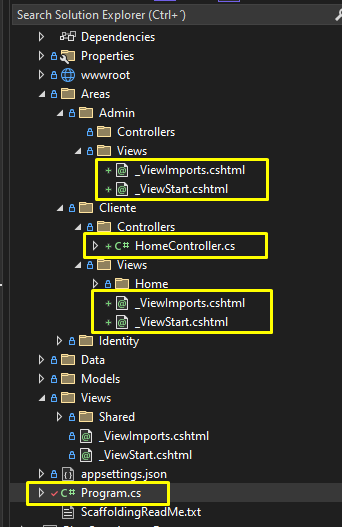 Search Solution Explorer (Ctrl+´)
Dependencies
Properties
wwwroot
Areas
Admin
Controllers
Views
_ViewImports.cshtml
_ViewStart.cshtml
Cliente
Controllers
C# HomeController.cs
Views
Home
_ViewImports.cshtml
_ViewStart.cshtml
Identity
Data
Models
Views
Shared
_ViewImports.cshtml
_ViewStart.cshtml
appsettings.json
C# Program.cs
ScaffoldingReadMe.txt